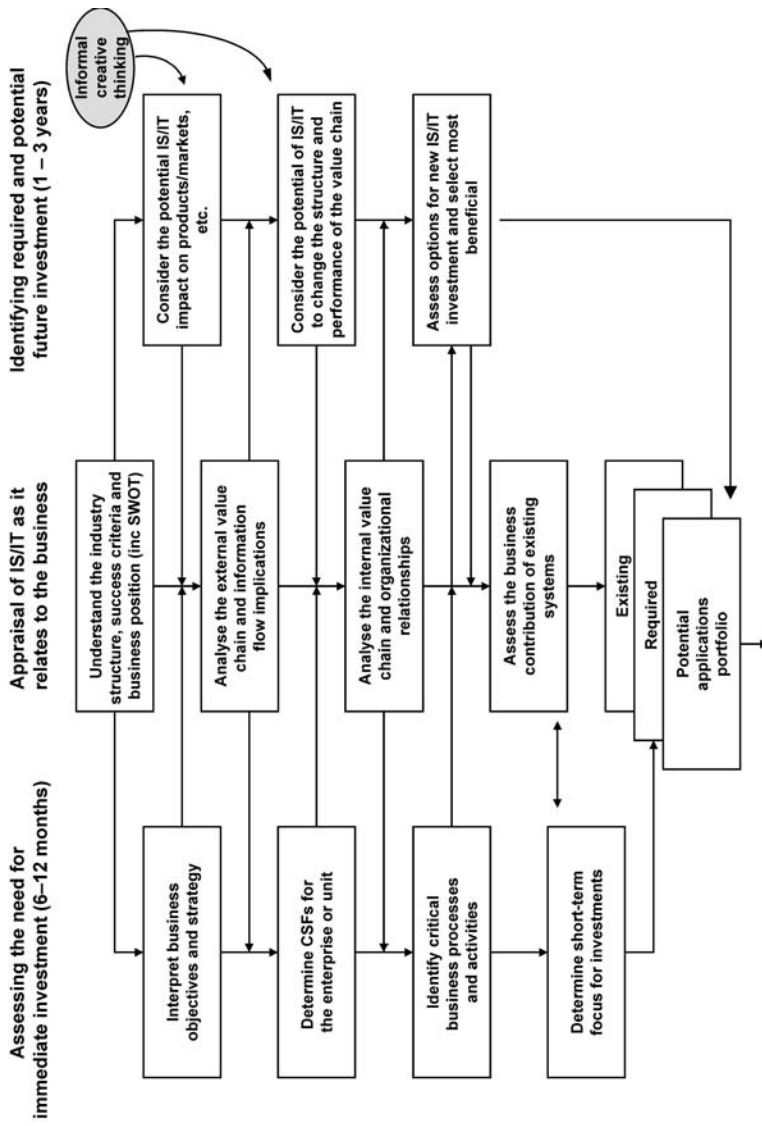 Assessing the need for
immediate investment (6–12 months)
Appraisal of IS/IT as it
relates to the business
Identifying required and potential
future investment (1 – 3 years)
Informal
creative
thinking
Understand the industry
structure, success criteria and
business position (inc SWOT)
Interpret business
objectives and strategy
Consider the potential IS/IT
impact on products/markets,
etc.
Analyse the external value
chain and information
flow implications
Determine CSFs for
the enterprise or unit
Consider the potential of IS/IT
to change the structure and
performance of the value chain
Analyse the internal value
chain and organizational
relationships
Identify critical
business processes
and activities
Assess options for new IS/IT
investment and select most
beneficial
Assess the business
contribution of existing
systems
Determine short-term
focus for investments
Existing
Required
Potential
applications
portfolio